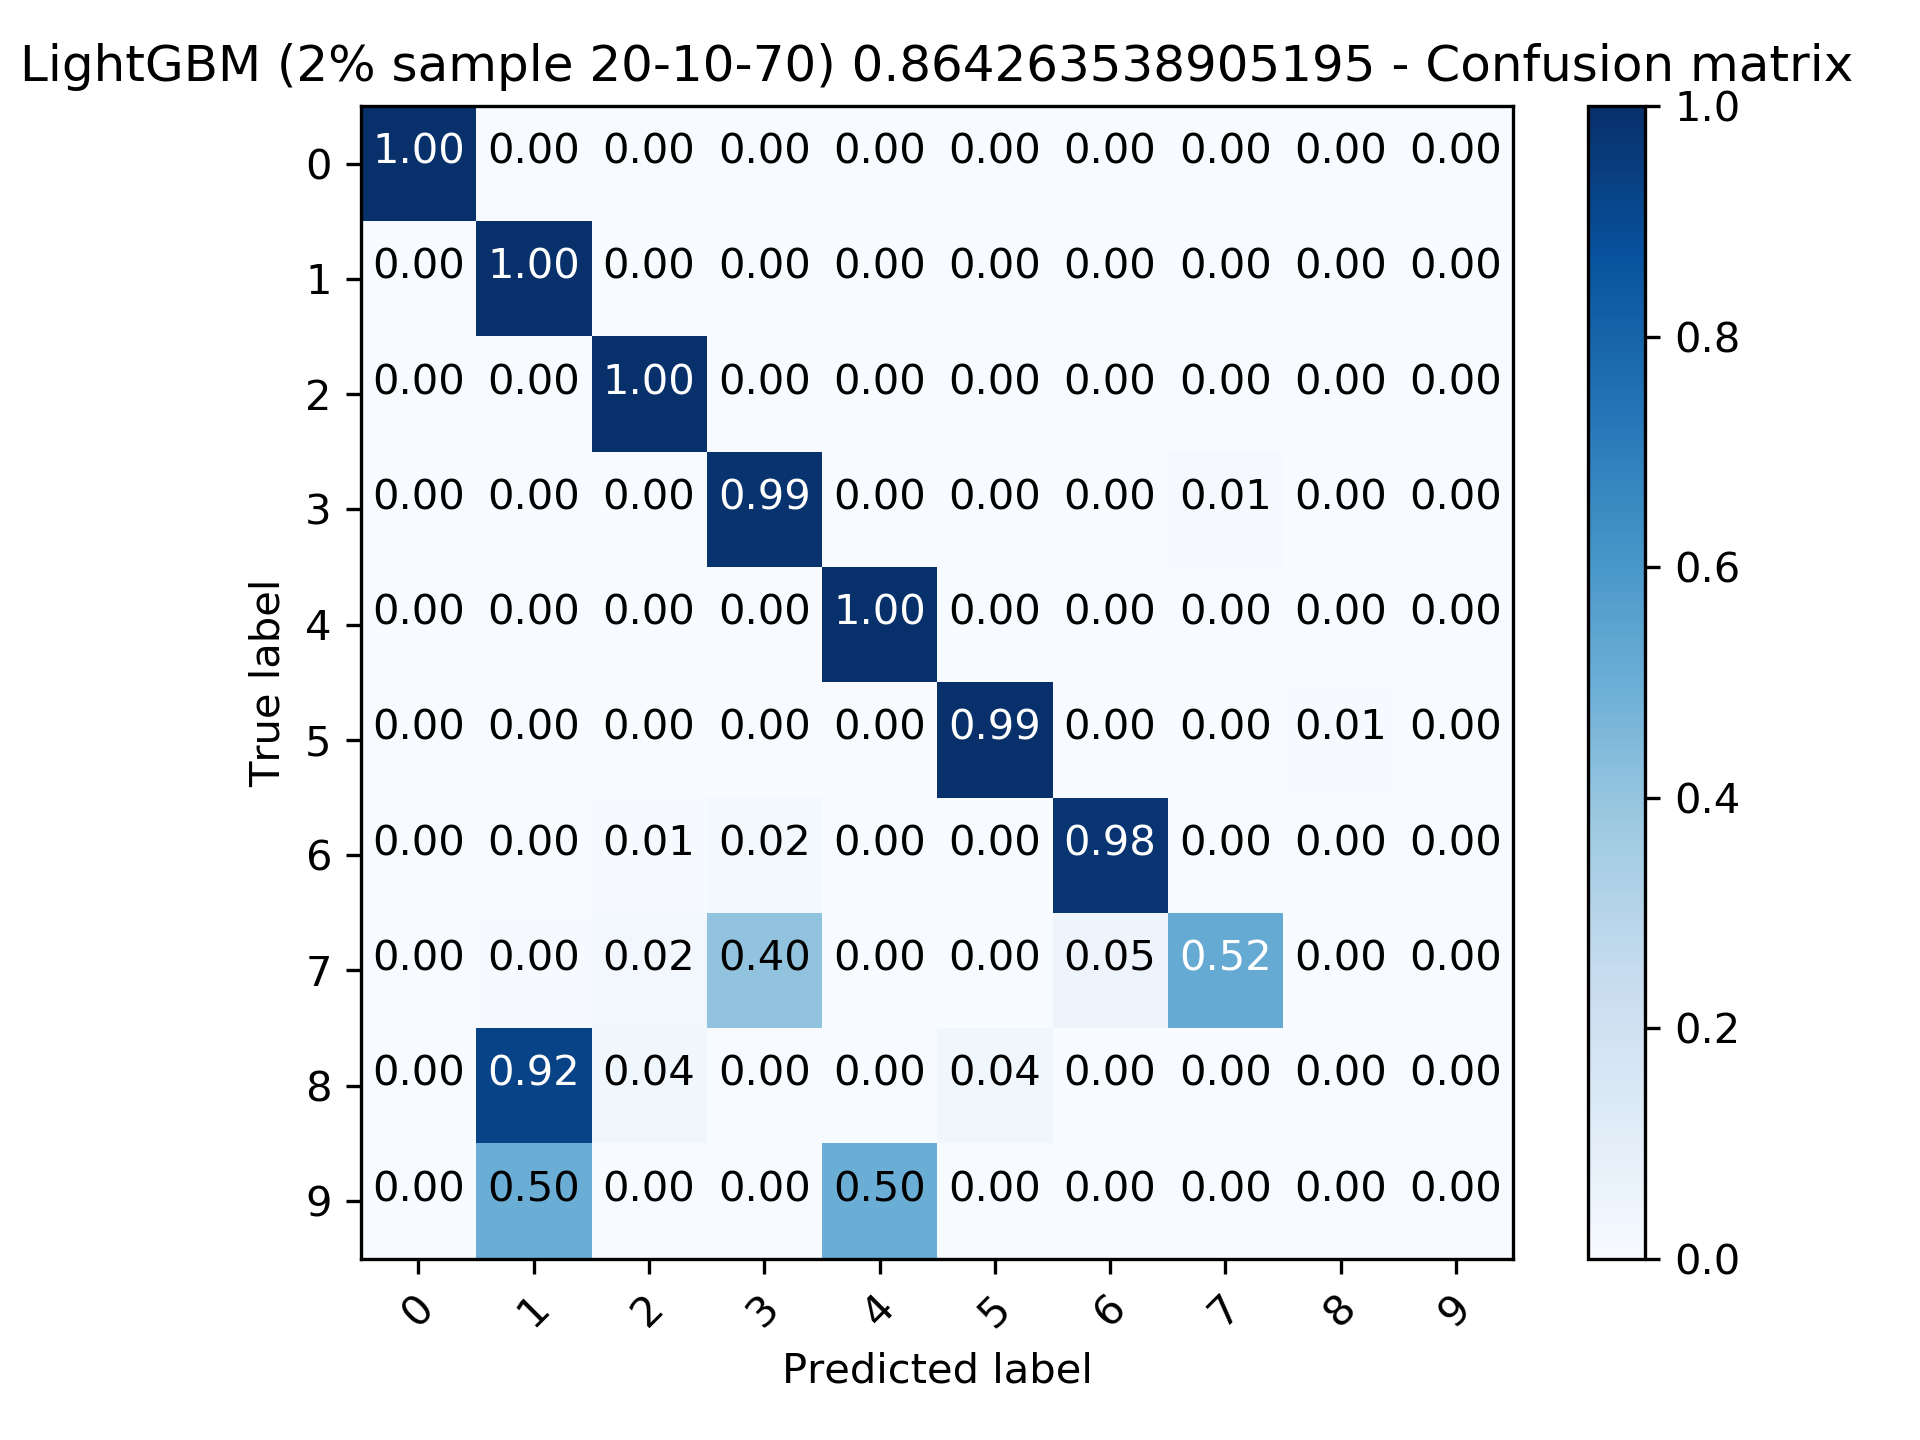 LightGBM (2% sample 20-10-70) 0.864263538905195 - Confusion matrix
1.0
0 1.00 0.00 0.00 0.00 0.00 0.00 0.00 0.00 0.00 0.00
1 0.00 1.00 0.00 0.00 0.00 0.00 0.00 0.00 0.00 0.00
0.8
2 0.00 0.00 1.00 0.00 0.00 0.00 0.00 0.00 0.00 0.00
3 0.00 0.00 0.00 0.99 0.00 0.00 0.00 0.01 0.00 0.00
0.6
4 0.00 0.00 0.00 0.00 1.00 0.00 0.00 0.00 0.00 0.00
True label
5 0.00 0.00 0.00 0.00 0.00 0.99 0.00 0.00 0.01 0.00
0.4
6 0.00 0.00 0.01 0.02 0.00 0.00 0.98 0.00 0.00 0.00
7 0.00 0.00 0.02 0.40 0.00 0.00 0.05 0.52 0.00 0.00
0.2
8 0.00 0.92 0.04 0.00 0.00 0.04 0.00 0.00 0.00 0.00
9 0.00 0.50 0.00 0.00 0.50 0.00 0.00 0.00 0.00 0.00
0.0
0 1 2 3 4 5 6 7 8 9
Predicted label